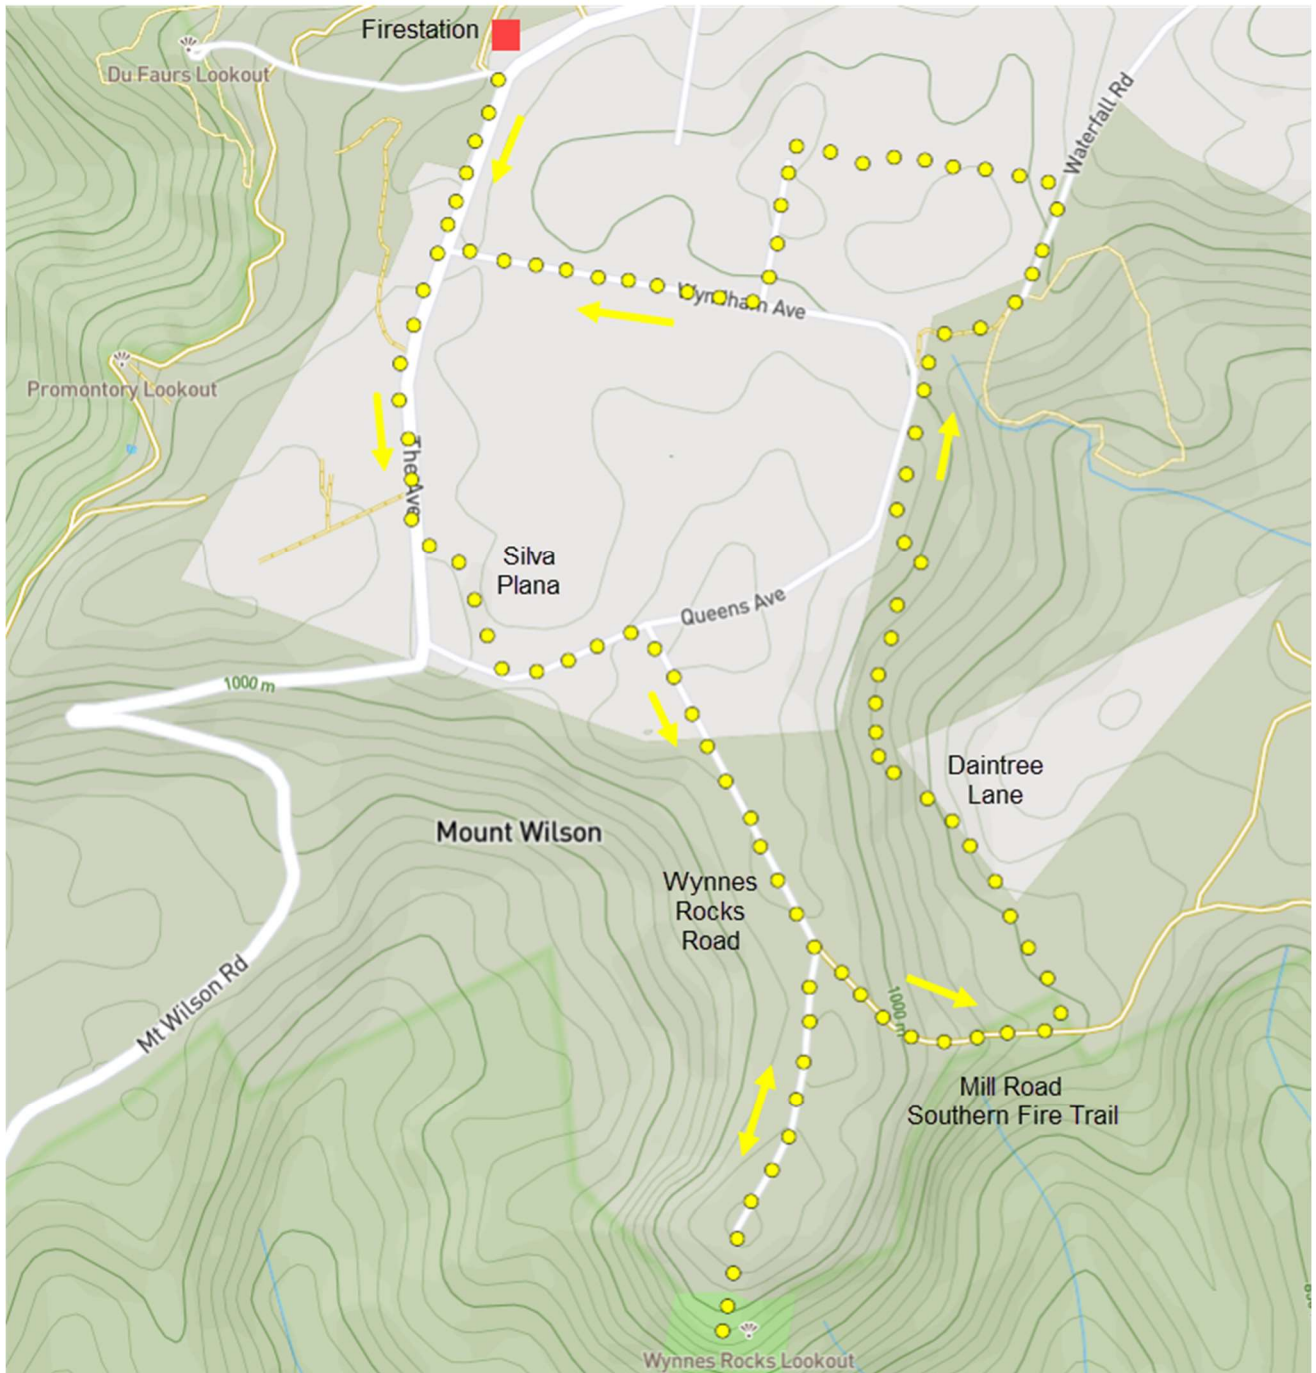 Firestation
Du Faurs Lookout
Waterfall Rd
Wyndham Ave
Promontory Lookout
The Ave
Silva
Plana
Queens Ave
1000 m
Daintree
Lane
Mount Wilson
Wynnes
Rocks
Road
Mt Wilson Rd
1000 m
Mill Road
Southern Fire Trail
Wynnes Rocks Lookout